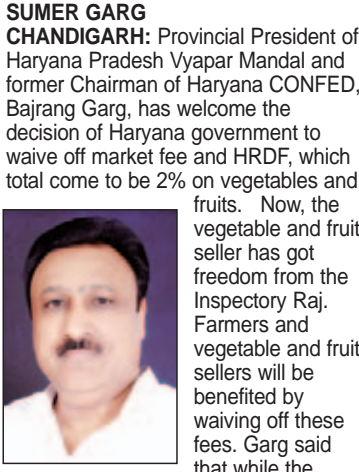 SUMER GARG
CHANDIGARH: Provincial President of
Haryana Pradesh Vyapar Mandal and
former Chairman of Haryana CONFED,
Bajrang Garg, has welcome the
decision of Haryana government to
waive off market fee and HRDF, which
total come to be 2% on vegetables and
fruits. Now, the
vegetable and fruit
seller has got
freedom from the
Inspectory Raj.
Farmers and
vegetable and fruit
sellers will be
benefited by
waiving off these
fees. Garg said
that while the